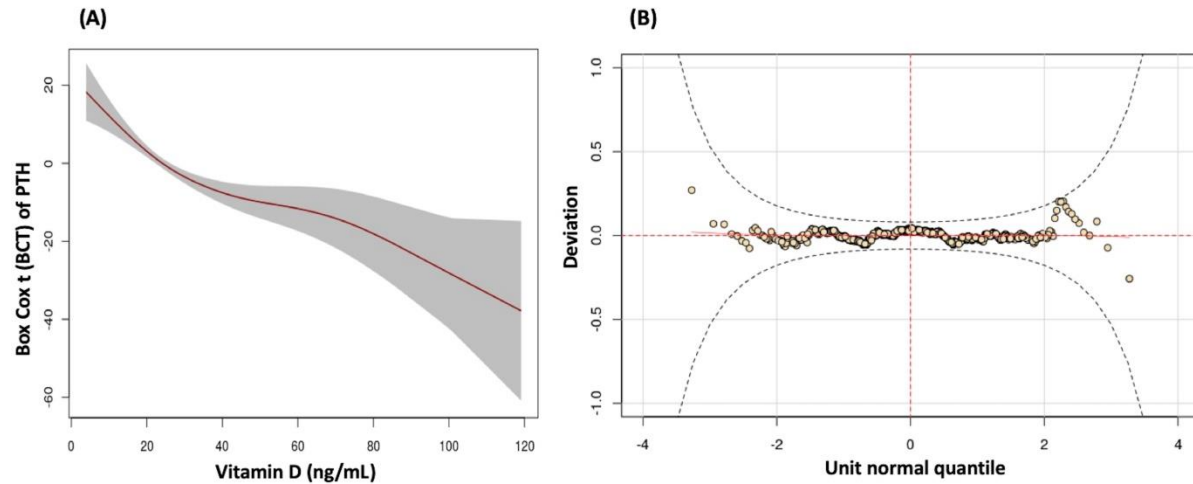 (A)
Box Cox t (BCT) of PTH
20
0
-20
-40
-60
0 20 40 60 80 100 120
Vitamin D (ng/mL)
(B)
Deviation
1.0
0.5
0.0
-0.5
-1.0
-4 -2 0 2 4
Unit normal quantile